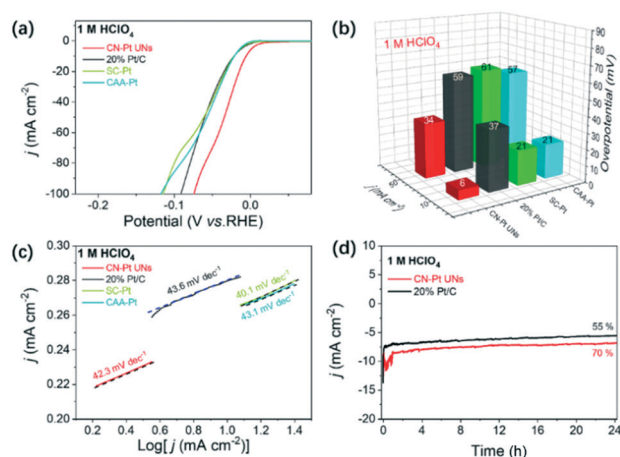 (a)
1 M HClO₄
CN-Pt UNs
20% Pt/C
SC-Pt
CAA-Pt
0
-20
-40
-60
-80
-100
j (mA cm⁻²)
-0.2
-0.1
0.0
Potential (V vs.RHE)
(b)
1 M HClO₄
34
59
61
57
6
37
21
21
90
80
70
60
50
40
30
20
10
0
Overpotential (mV)
j (mA cm⁻²)
50
10
CN-Pt UNs
20% Pt/C
SC-Pt
CAA-Pt
(c)
1 M HClO₄
CN-Pt UNs
20% Pt/C
SC-Pt
CAA-Pt
43.6 mV dec⁻¹
40.1 mV dec⁻¹
43.1 mV dec⁻¹
42.3 mV dec⁻¹
0.30
0.28
0.26
0.24
0.22
0.20
j (mA cm⁻²)
0.2
0.4
0.6
0.8
1.0
1.2
1.4
Log[ j (mA cm⁻²)]
(d)
1 M HClO₄
CN-Pt UNs
20% Pt/C
55 %
70 %
10
5
0
-5
-10
-15
-20
j (mA cm⁻²)
0
4
8
12
16
20
24
Time (h)